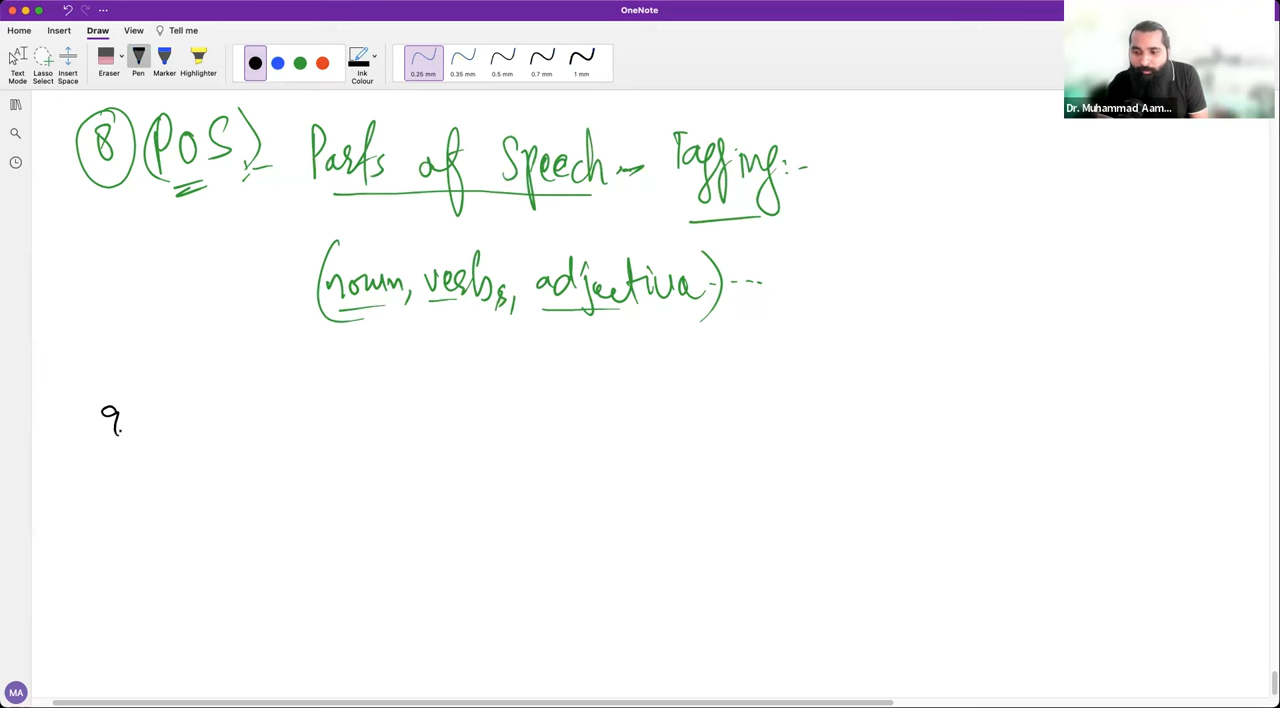 OneNote
Home Insert Draw View Tell me
Text Mode Lasso Select Insert Space Eraser Pen Marker Highlighter 0.25 mm 0.35 mm 0.5 mm 0.7 mm 1 mm Ink Colour
Dr. Muhammad Aam...
8 (POS):- Parts of Speech - Tagging:-
(noun, verbs, adjective) ...
9.
MA